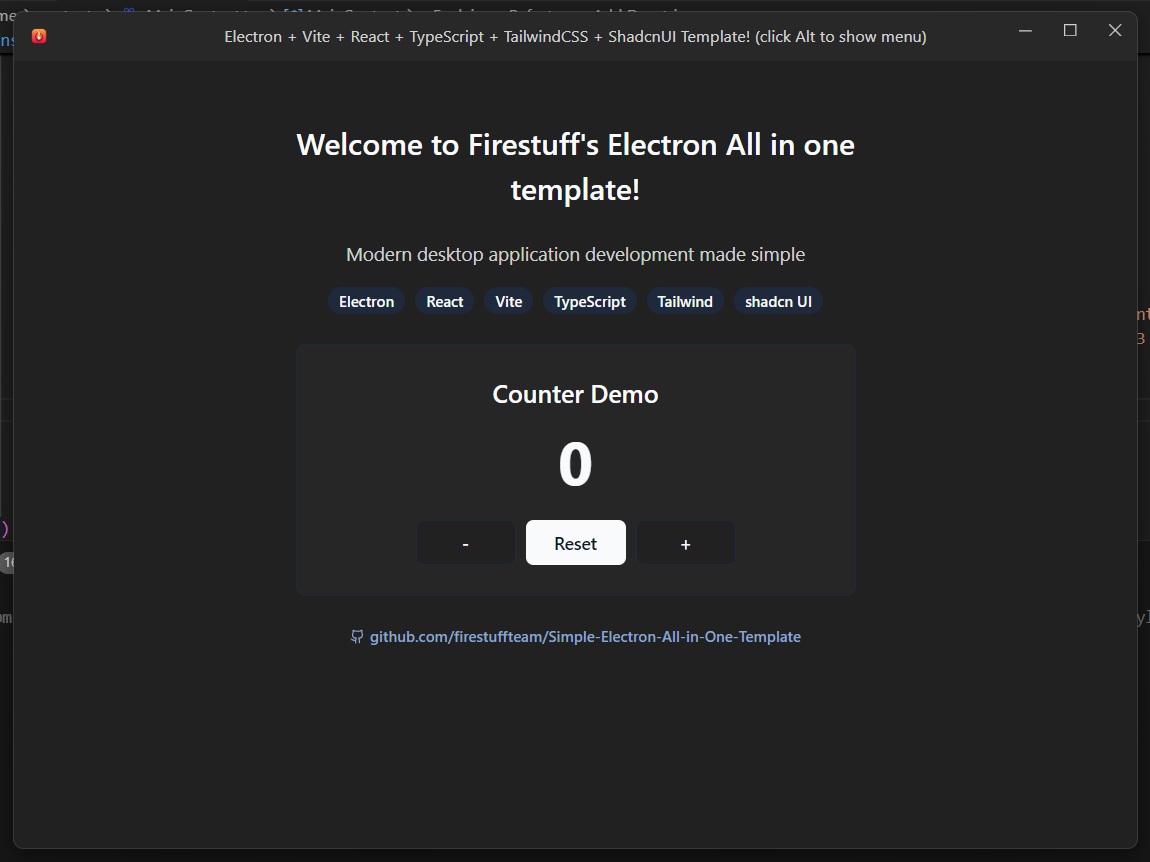 Electron + Vite + React + TypeScript + TailwindCSS + ShadcnUI Template! (click Alt to show menu)
Welcome to Firestuff's Electron All in one
template!
Modern desktop application development made simple
Electron React Vite TypeScript Tailwind shadcn UI
Counter Demo
0
- Reset +
github.com/firestuffteam/Simple-Electron-All-in-One-Template